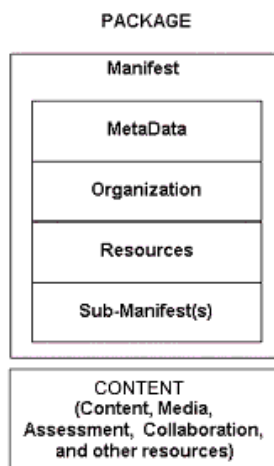 PACKAGE
Manifest
MetaData
Organization
Resources
Sub-Manifest(s)
CONTENT
(Content, Media,
Assessment, Collaboration,
and other resources)